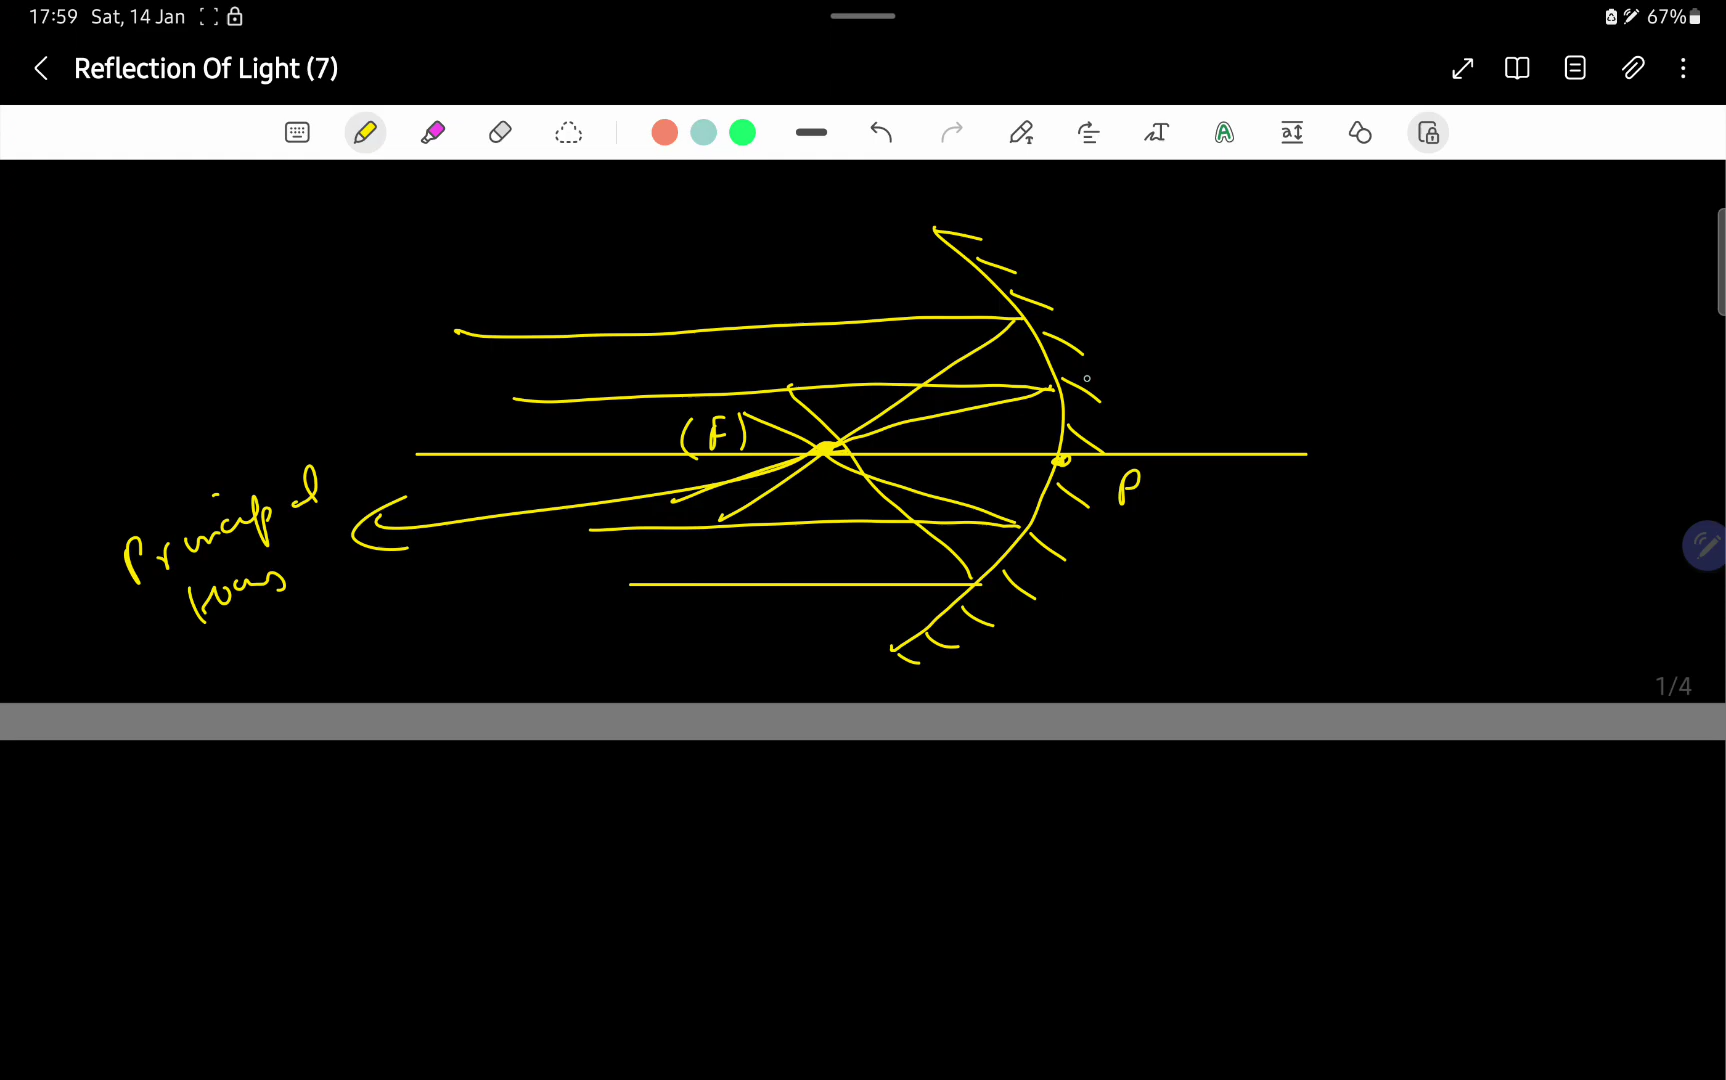 17:59 Sat, 14 Jan
67%
Reflection Of Light (7)
(F)
P
Principal
focus
1/4